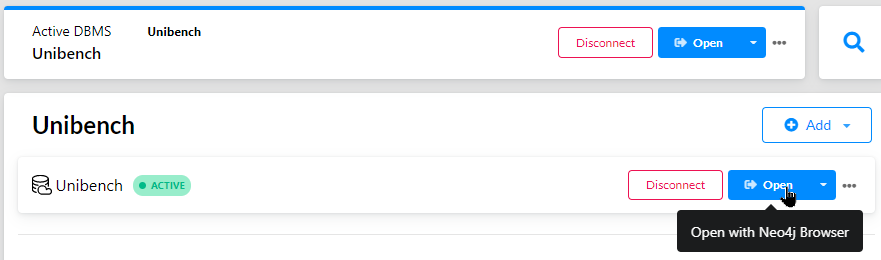 Active DBMS Unibench
Unibench
Disconnect Open
Unibench
Add
Unibench ACTIVE Disconnect Open
Open with Neo4j Browser